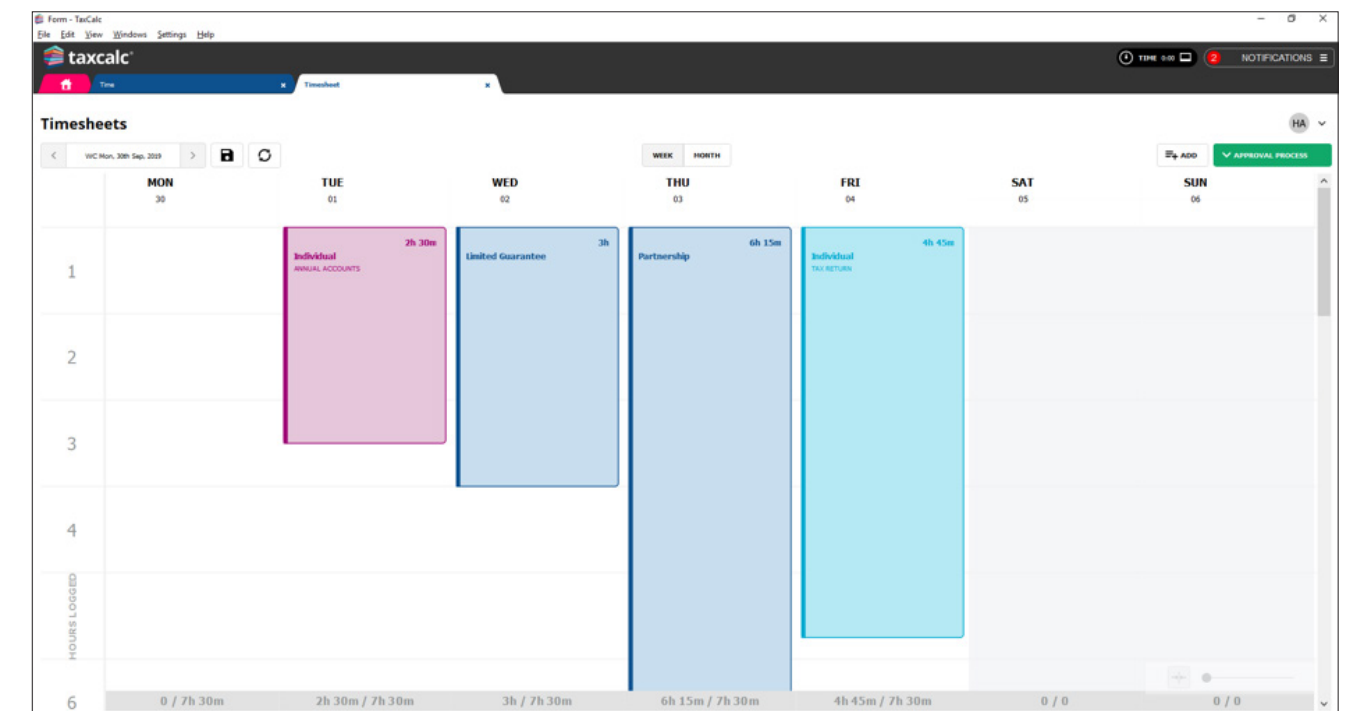 Form - TaxCalc
File Edit View Windows Settings Help
taxcalc
TIME 0:00
2 NOTIFICATIONS
Time
Timesheet
Timesheets
HA
WC Mon, 30th Sep, 2019
WEEK MONTH
ADD
APPROVAL PROCESS
MON TUE WED THU FRI SAT SUN
30 01 02 03 04 05 06
2h 30m
Individual
ANNUAL ACCOUNTS
3h
Limited Guarantee
6h 15m
Partnership
4h 45m
Individual
TAX RETURN
1
2
3
4
HOURS LOGGED
6
0 / 7h 30m 2h 30m / 7h 30m 3h / 7h 30m 6h 15m / 7h 30m 4h 45m / 7h 30m 0 / 0 0 / 0